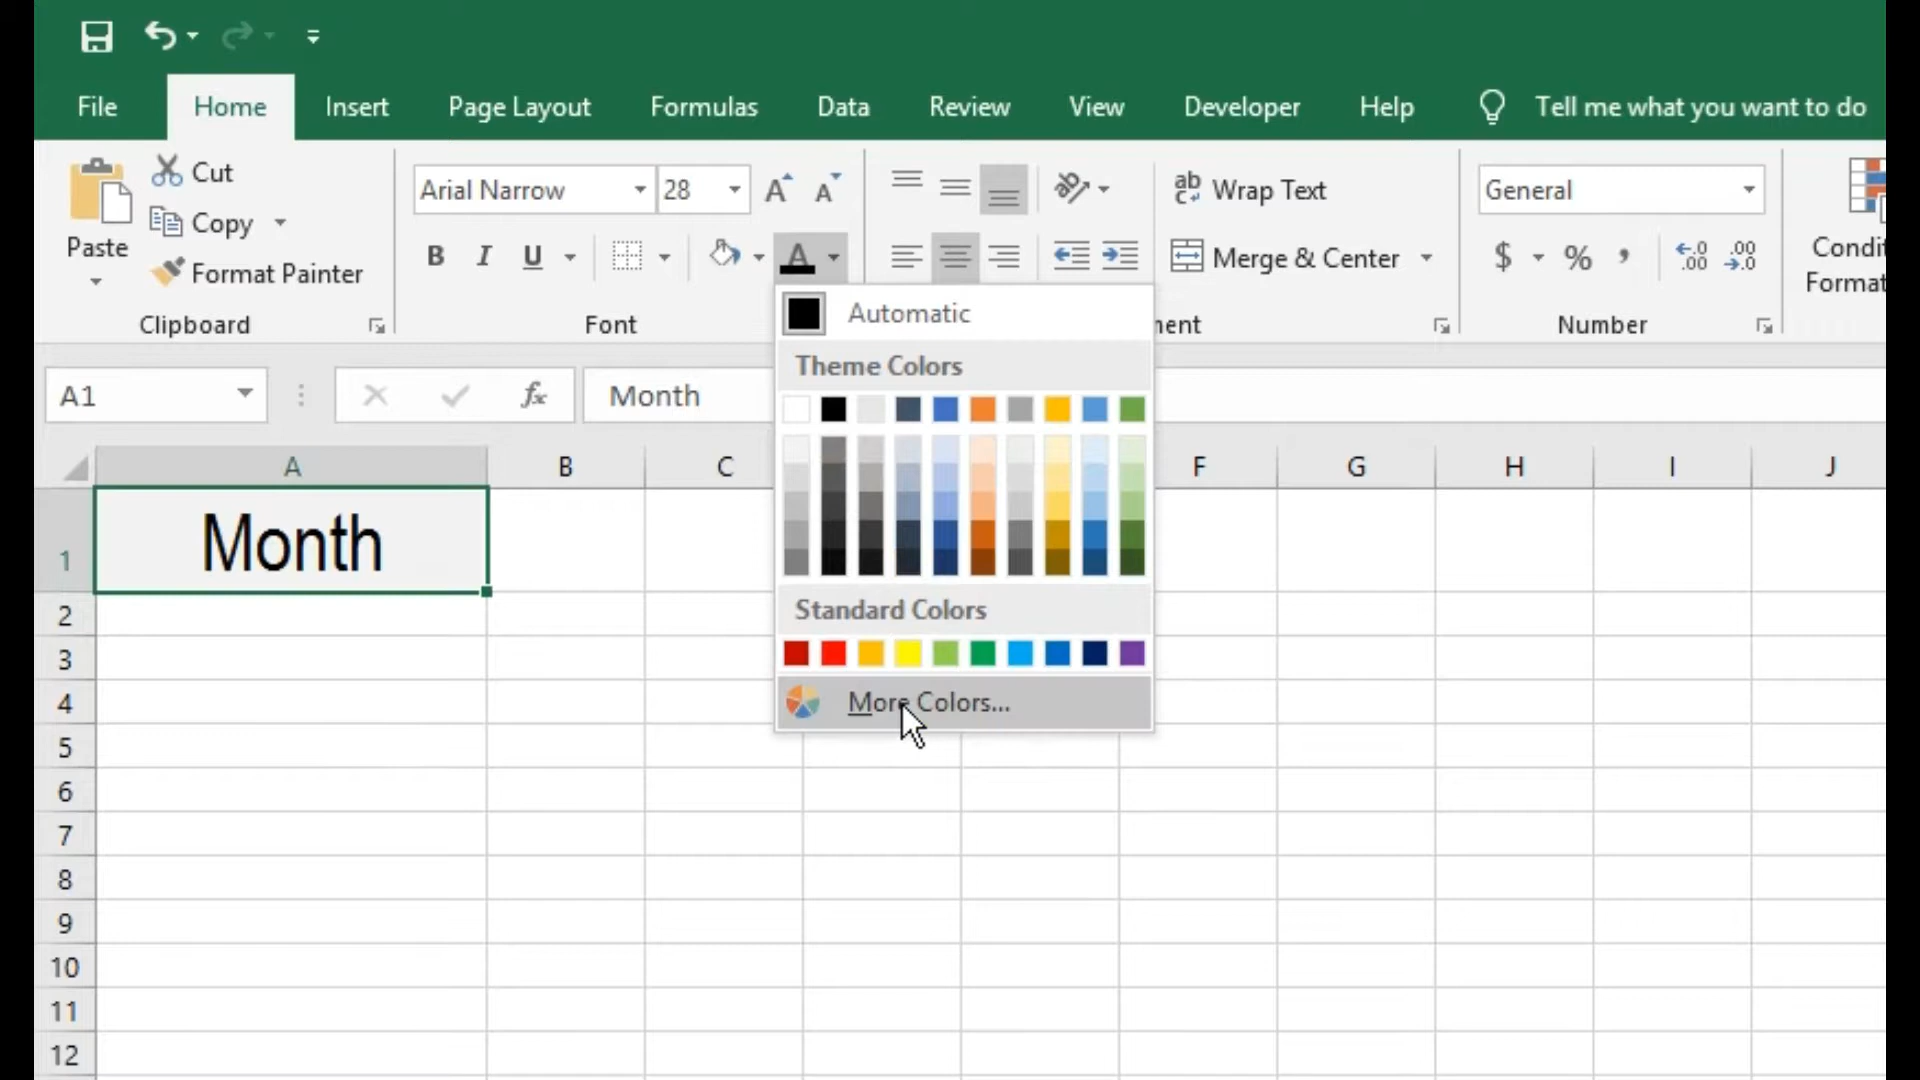 File Home Insert Page Layout Formulas Data Review View Developer Help Tell me what you want to do
Paste
Cut
Copy
Format Painter
Clipboard
Arial Narrow 28
B I U
Font
Wrap Text
Merge & Center
General
$ % ,
Number
Automatic
Theme Colors
Standard Colors
More Colors...
A1 fx Month
A B C F G H I J
1 Month
2
3
4
5
6
7
8
9
10
11
12